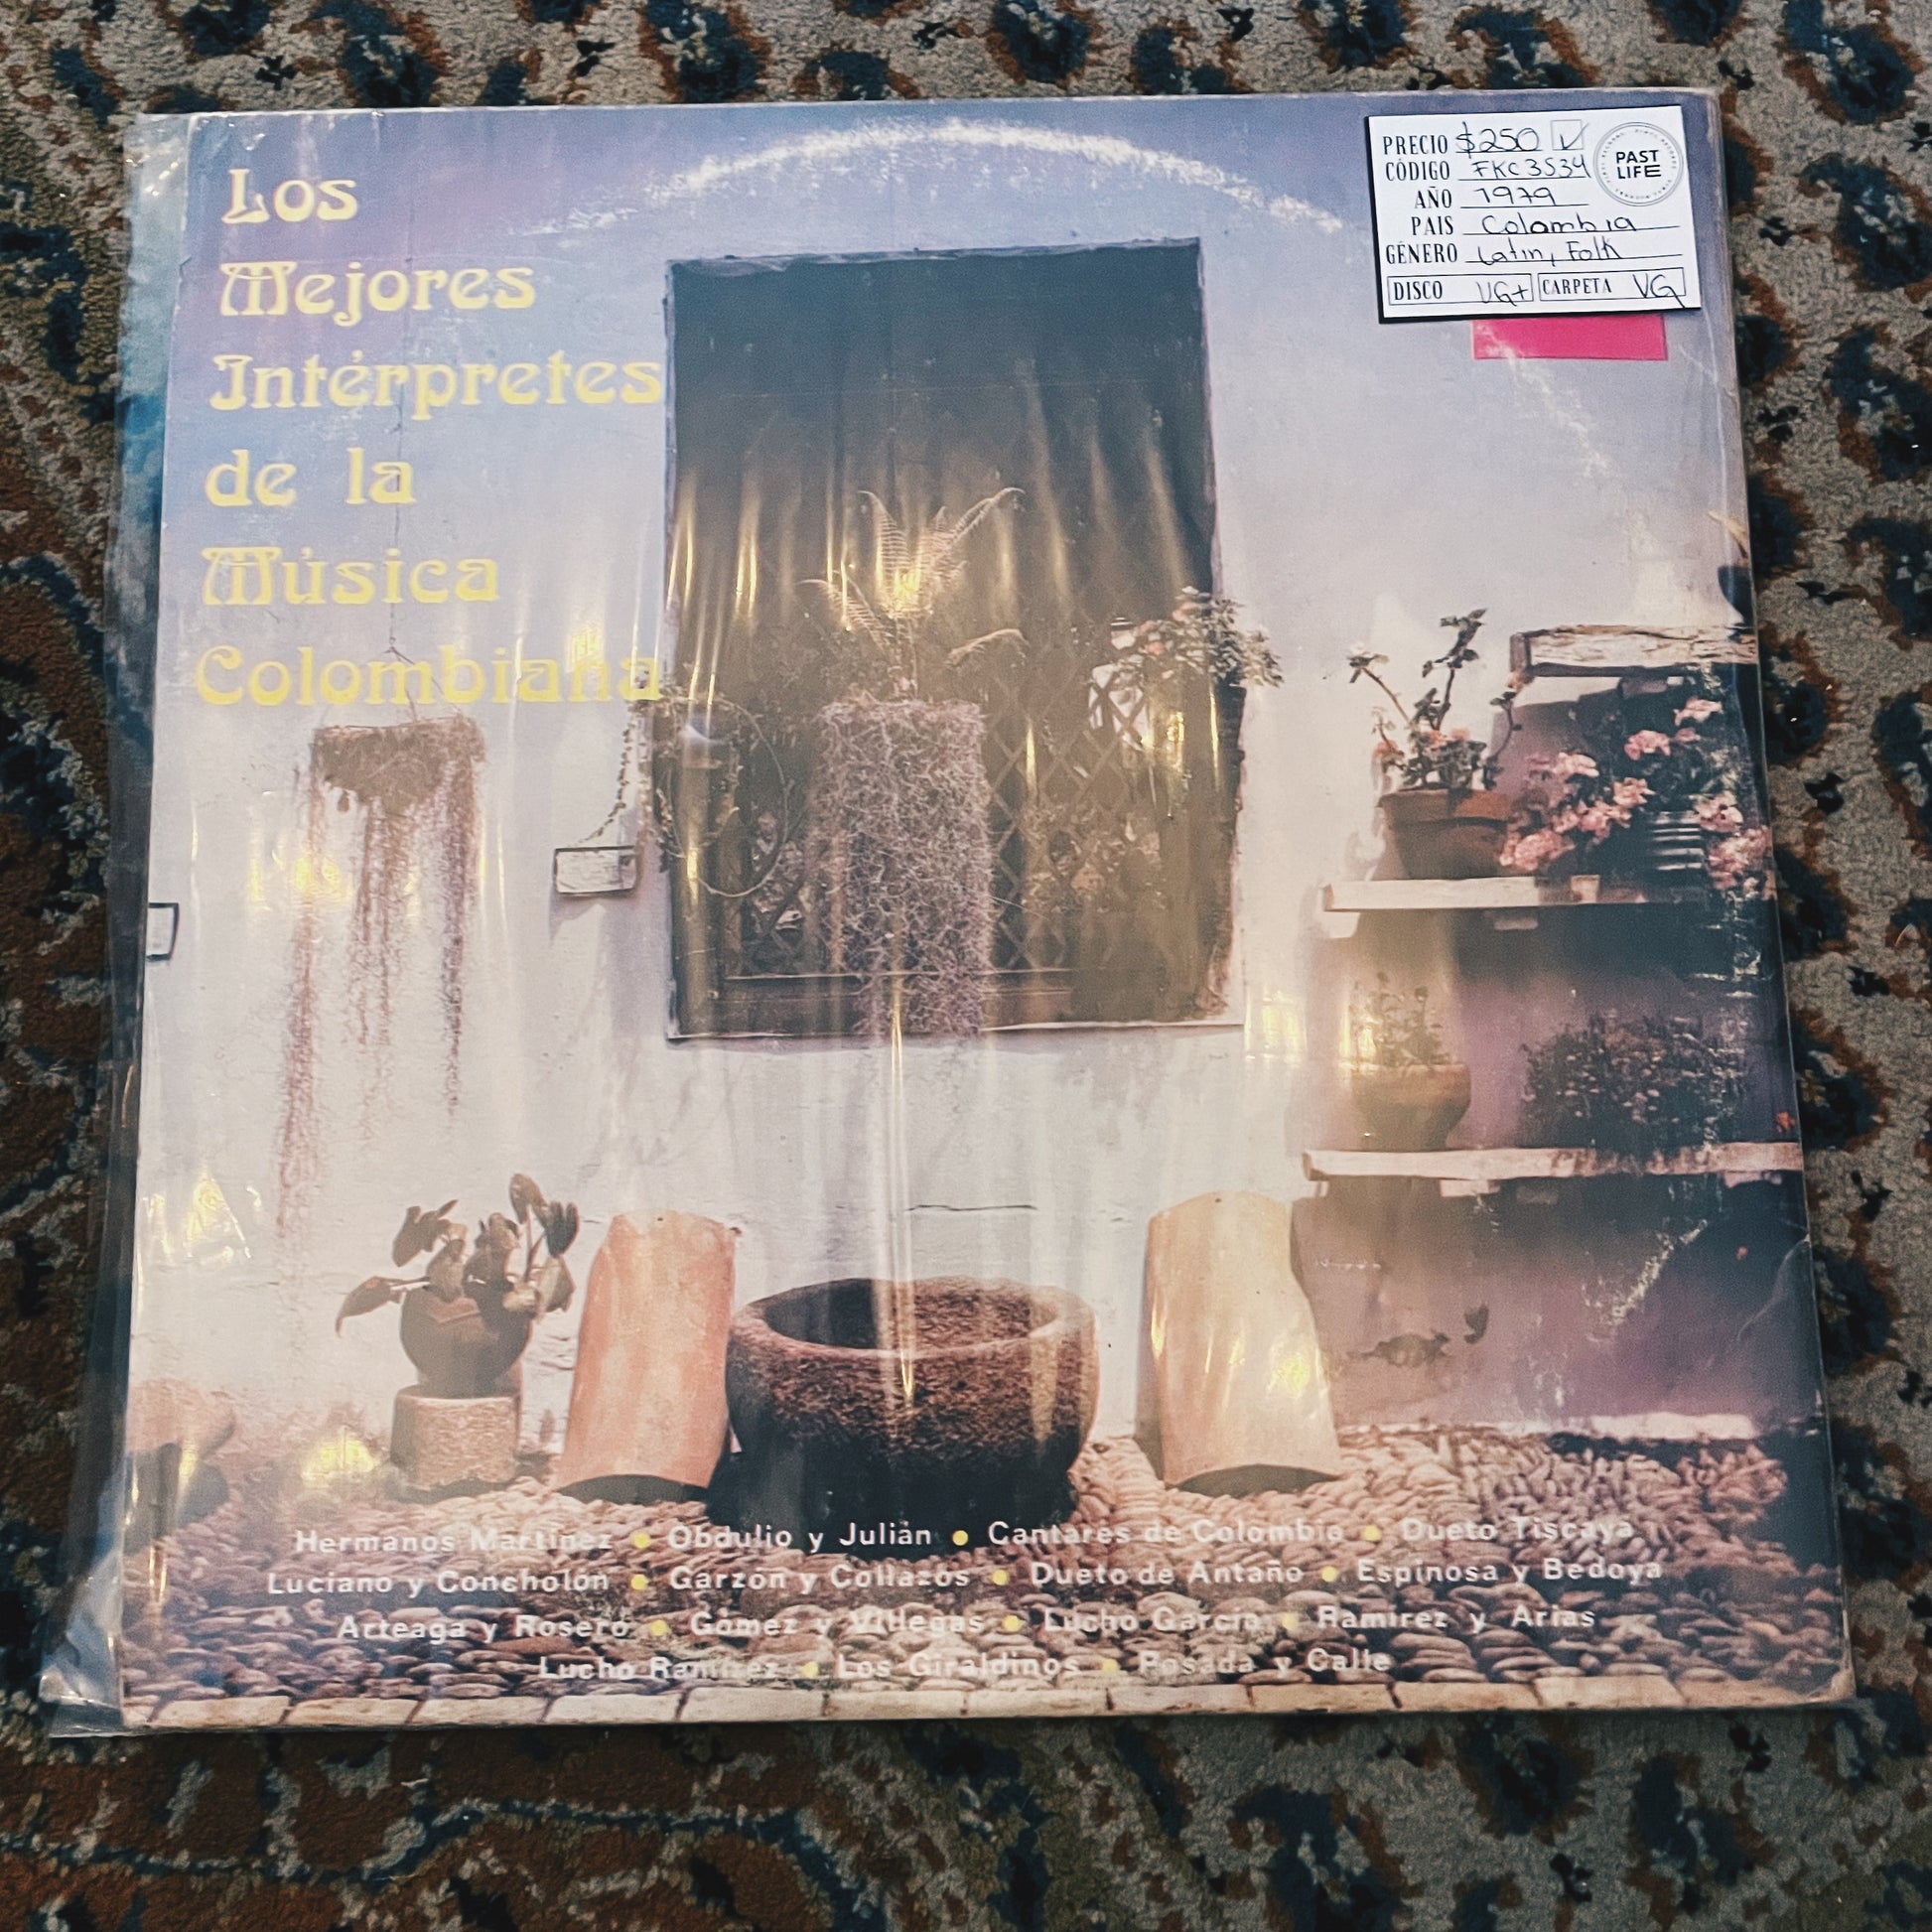 Los
Mejores
Intérpretes
de la
Música
Colombiana
PRECIO $250
CÓDIGO FKC3534
AÑO 1979
PAIS Colombia
GÉNERO Latin, Folk
DISCO VG+ CARPETA VG
PAST
LIFE
Hermanos Martínez • Obdulio y Julián • Cantares de Colombia • Dueto Tiscaya
Luciano y Concholón • Garzón y Collazos • Dueto de Antaño • Espinosa y Bedoya
Arteaga y Rosero • Gómez y Villegas • Lucho García • Ramírez y Arias
Lucho Ramírez • Los Giraldinos • Posada y Calle